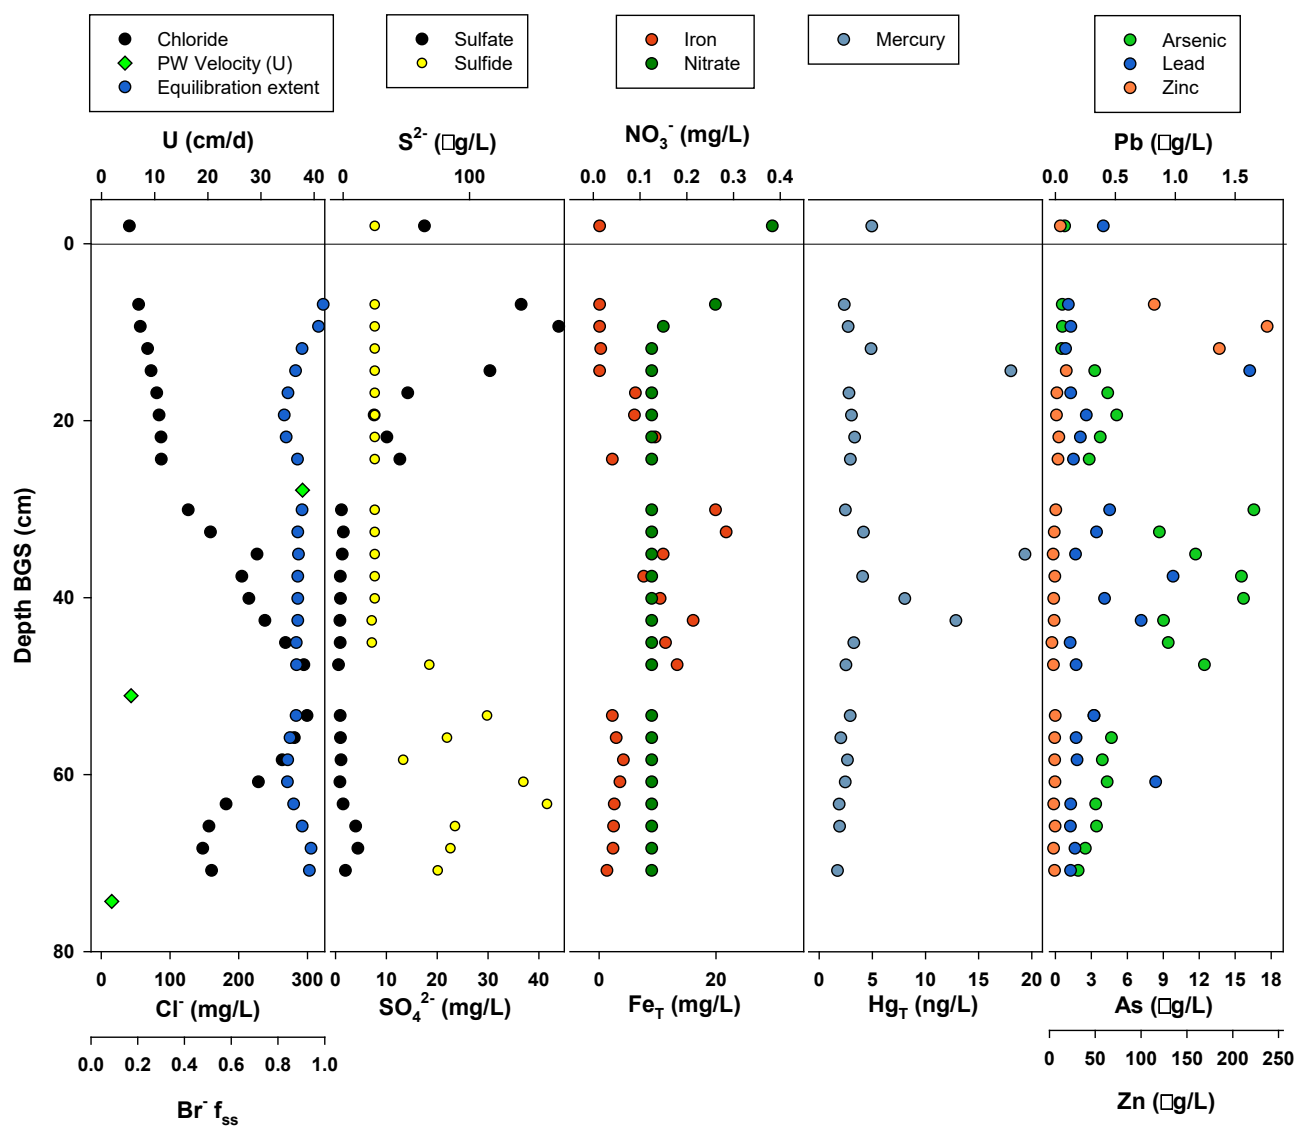 Chloride
PW Velocity (U)
Equilibration extent
Sulfate
Sulfide
Iron
Nitrate
Mercury
Arsenic
Lead
Zinc
U (cm/d)
S²⁻ (□g/L)
NO₃⁻ (mg/L)
Pb (□g/L)
0 10 20 30 40
0 100
0.0 0.1 0.2 0.3 0.4
0.0 0.5 1.0 1.5
0
20
40
60
80
Depth BGS (cm)
0 100 200 300
0 10 20 30 40
0 20
0 5 10 15 20
0 3 6 9 12 15 18
Cl⁻ (mg/L)
SO₄²⁻ (mg/L)
Fe_T (mg/L)
Hg_T (ng/L)
As (□g/L)
0.0 0.2 0.4 0.6 0.8 1.0
0 50 100 150 200 250
Br⁻ f_ss
Zn (□g/L)